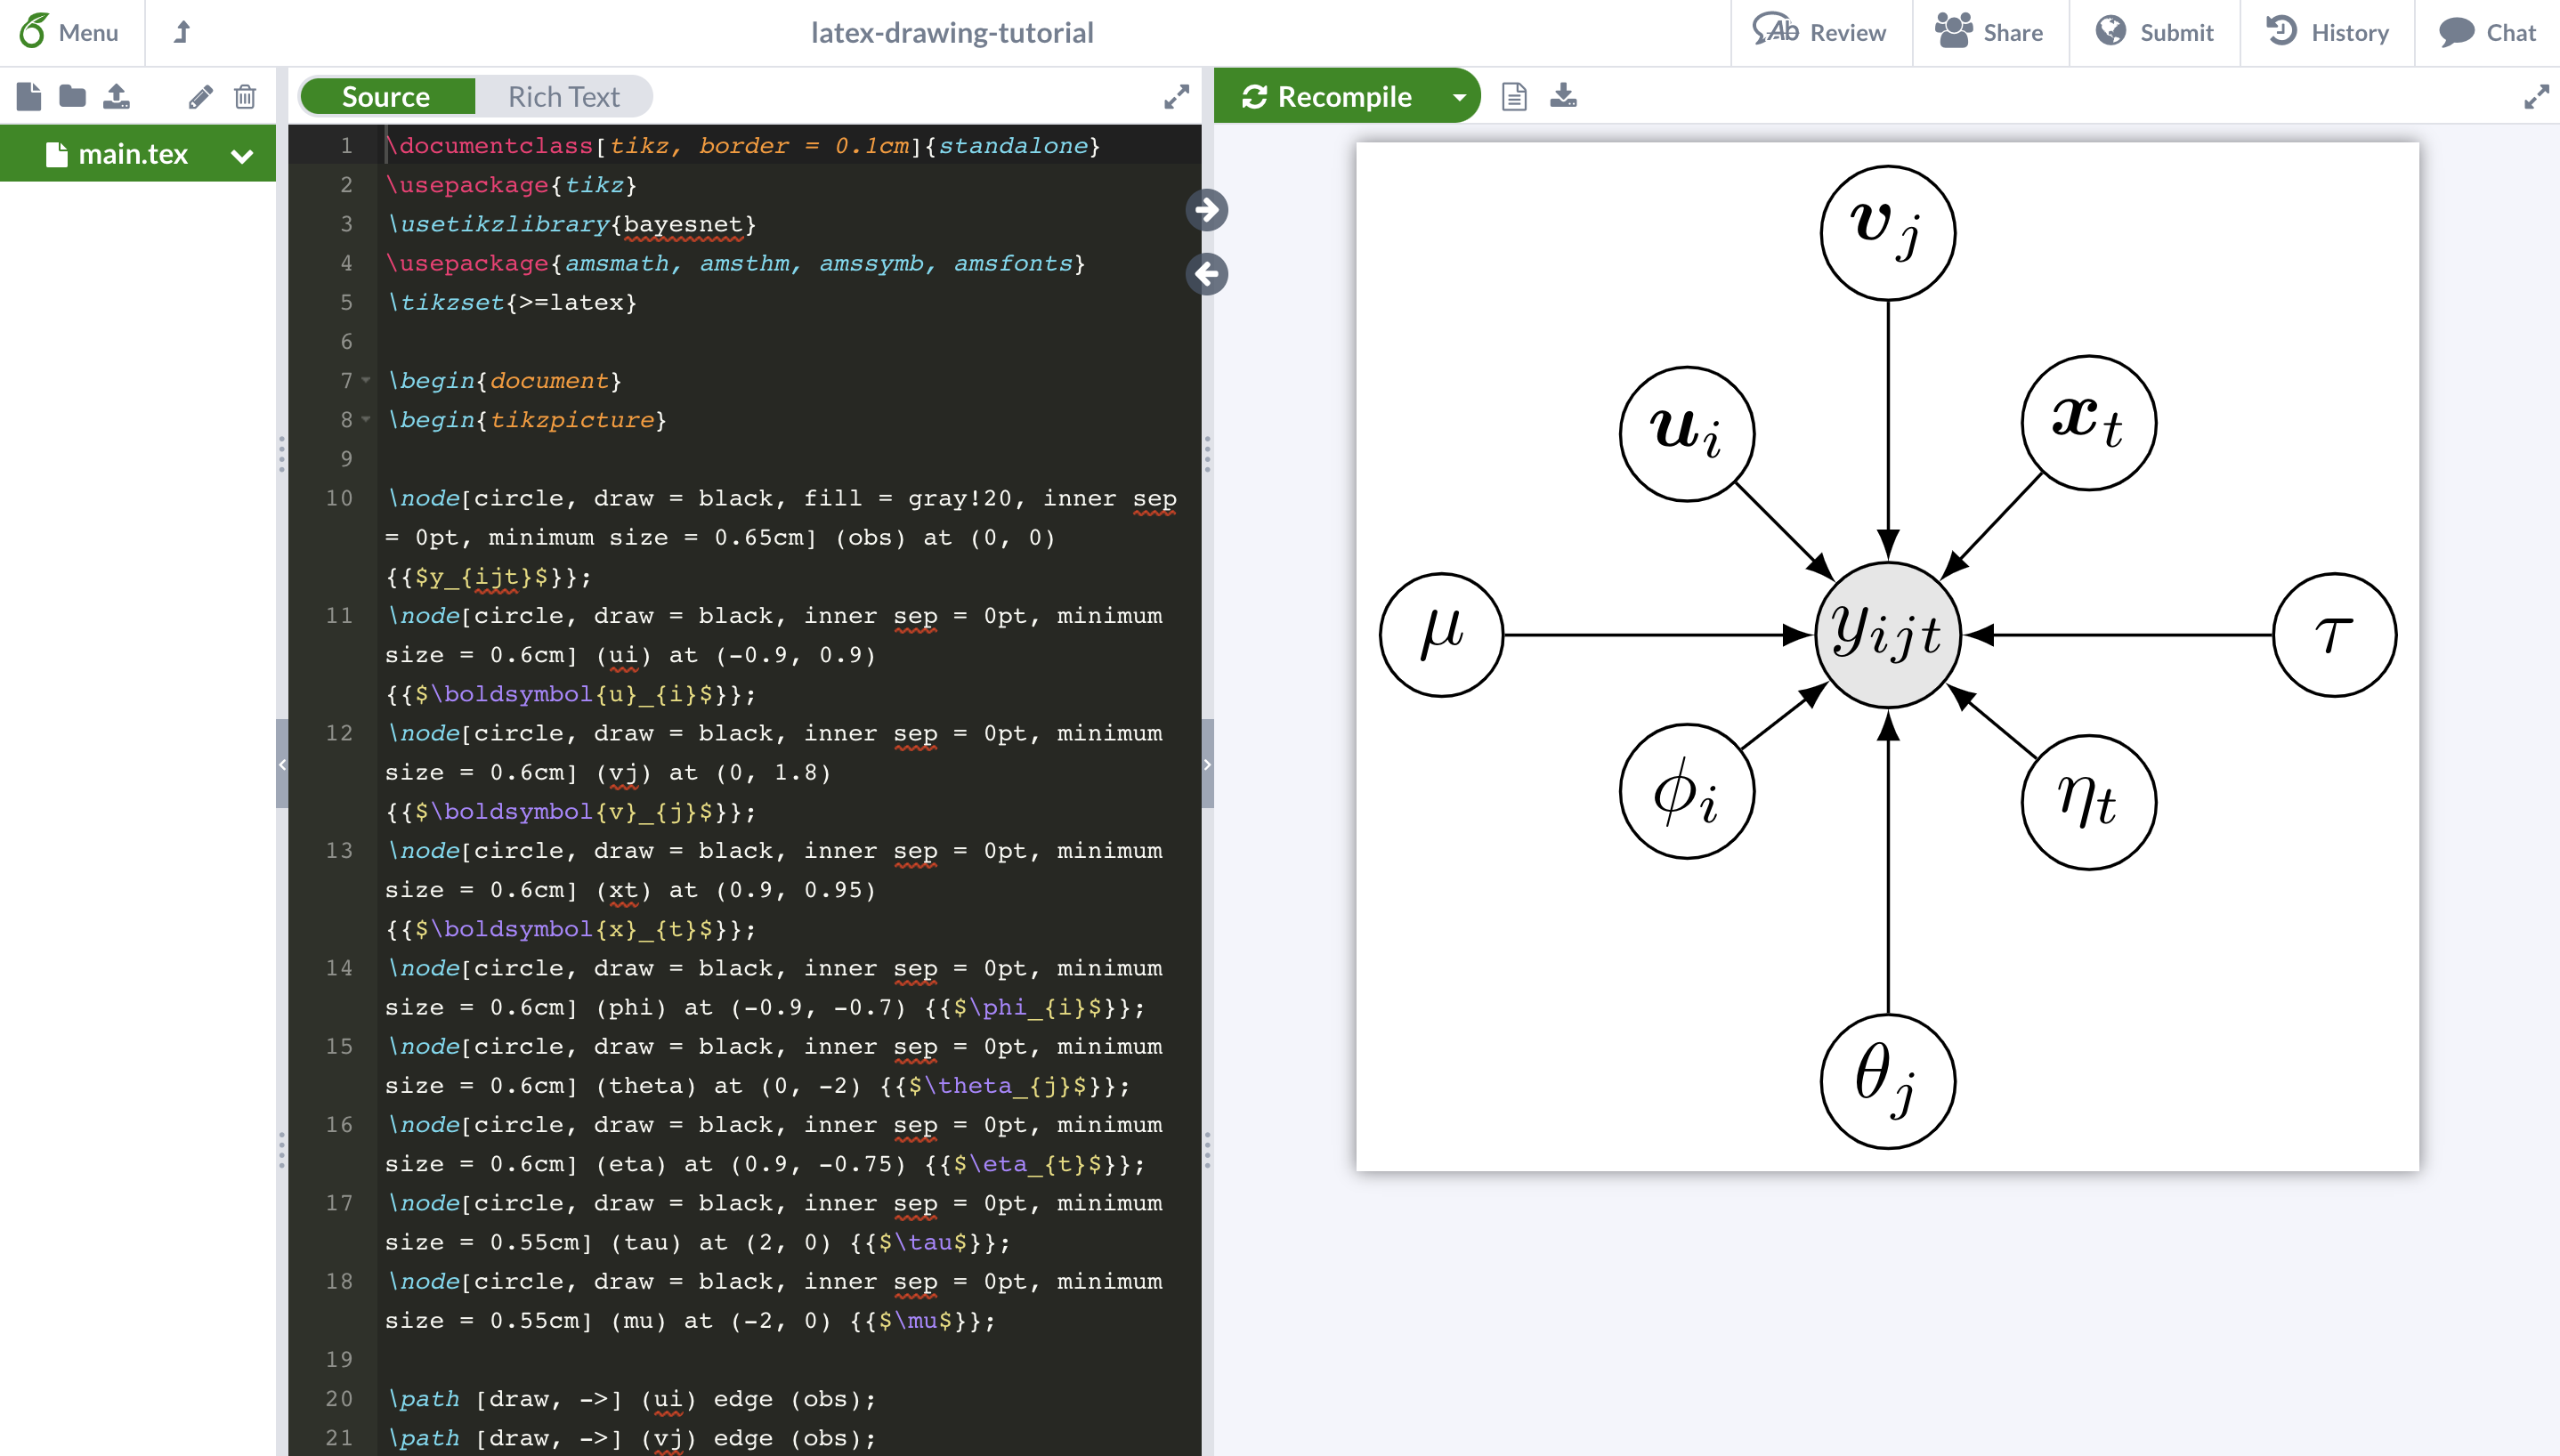 Menu
latex-drawing-tutorial
Ab Review
Share
Submit
History
Chat
Source
Rich Text
Recompile
main.tex
1 \documentclass[tikz, border = 0.1cm]{standalone}
2 \usepackage{tikz}
3 \usetikzlibrary{bayesnet}
4 \usepackage{amsmath, amsthm, amssymb, amsfonts}
5 \tikzset{>=latex}
6
7 \begin{document}
8 \begin{tikzpicture}
9
10 \node[circle, draw = black, fill = gray!20, inner sep
= 0pt, minimum size = 0.65cm] (obs) at (0, 0)
{{$y_{ijt}$}};
11 \node[circle, draw = black, inner sep = 0pt, minimum
size = 0.6cm] (ui) at (-0.9, 0.9)
{{$\boldsymbol{u}_{i}$}};
12 \node[circle, draw = black, inner sep = 0pt, minimum
size = 0.6cm] (vj) at (0, 1.8)
{{$\boldsymbol{v}_{j}$}};
13 \node[circle, draw = black, inner sep = 0pt, minimum
size = 0.6cm] (xt) at (0.9, 0.95)
{{$\boldsymbol{x}_{t}$}};
14 \node[circle, draw = black, inner sep = 0pt, minimum
size = 0.6cm] (phi) at (-0.9, -0.7) {{$\phi_{i}$}};
15 \node[circle, draw = black, inner sep = 0pt, minimum
size = 0.6cm] (theta) at (0, -2) {{$\theta_{j}$}};
16 \node[circle, draw = black, inner sep = 0pt, minimum
size = 0.6cm] (eta) at (0.9, -0.75) {{$\eta_{t}$}};
17 \node[circle, draw = black, inner sep = 0pt, minimum
size = 0.55cm] (tau) at (2, 0) {{$\tau$}};
18 \node[circle, draw = black, inner sep = 0pt, minimum
size = 0.55cm] (mu) at (-2, 0) {{$\mu$}};
19
20 \path [draw, ->] (ui) edge (obs);
21 \path [draw, ->] (vj) edge (obs);
v_j
u_i
x_t
μ
y_{ijt}
τ
ϕ_i
η_t
θ_j